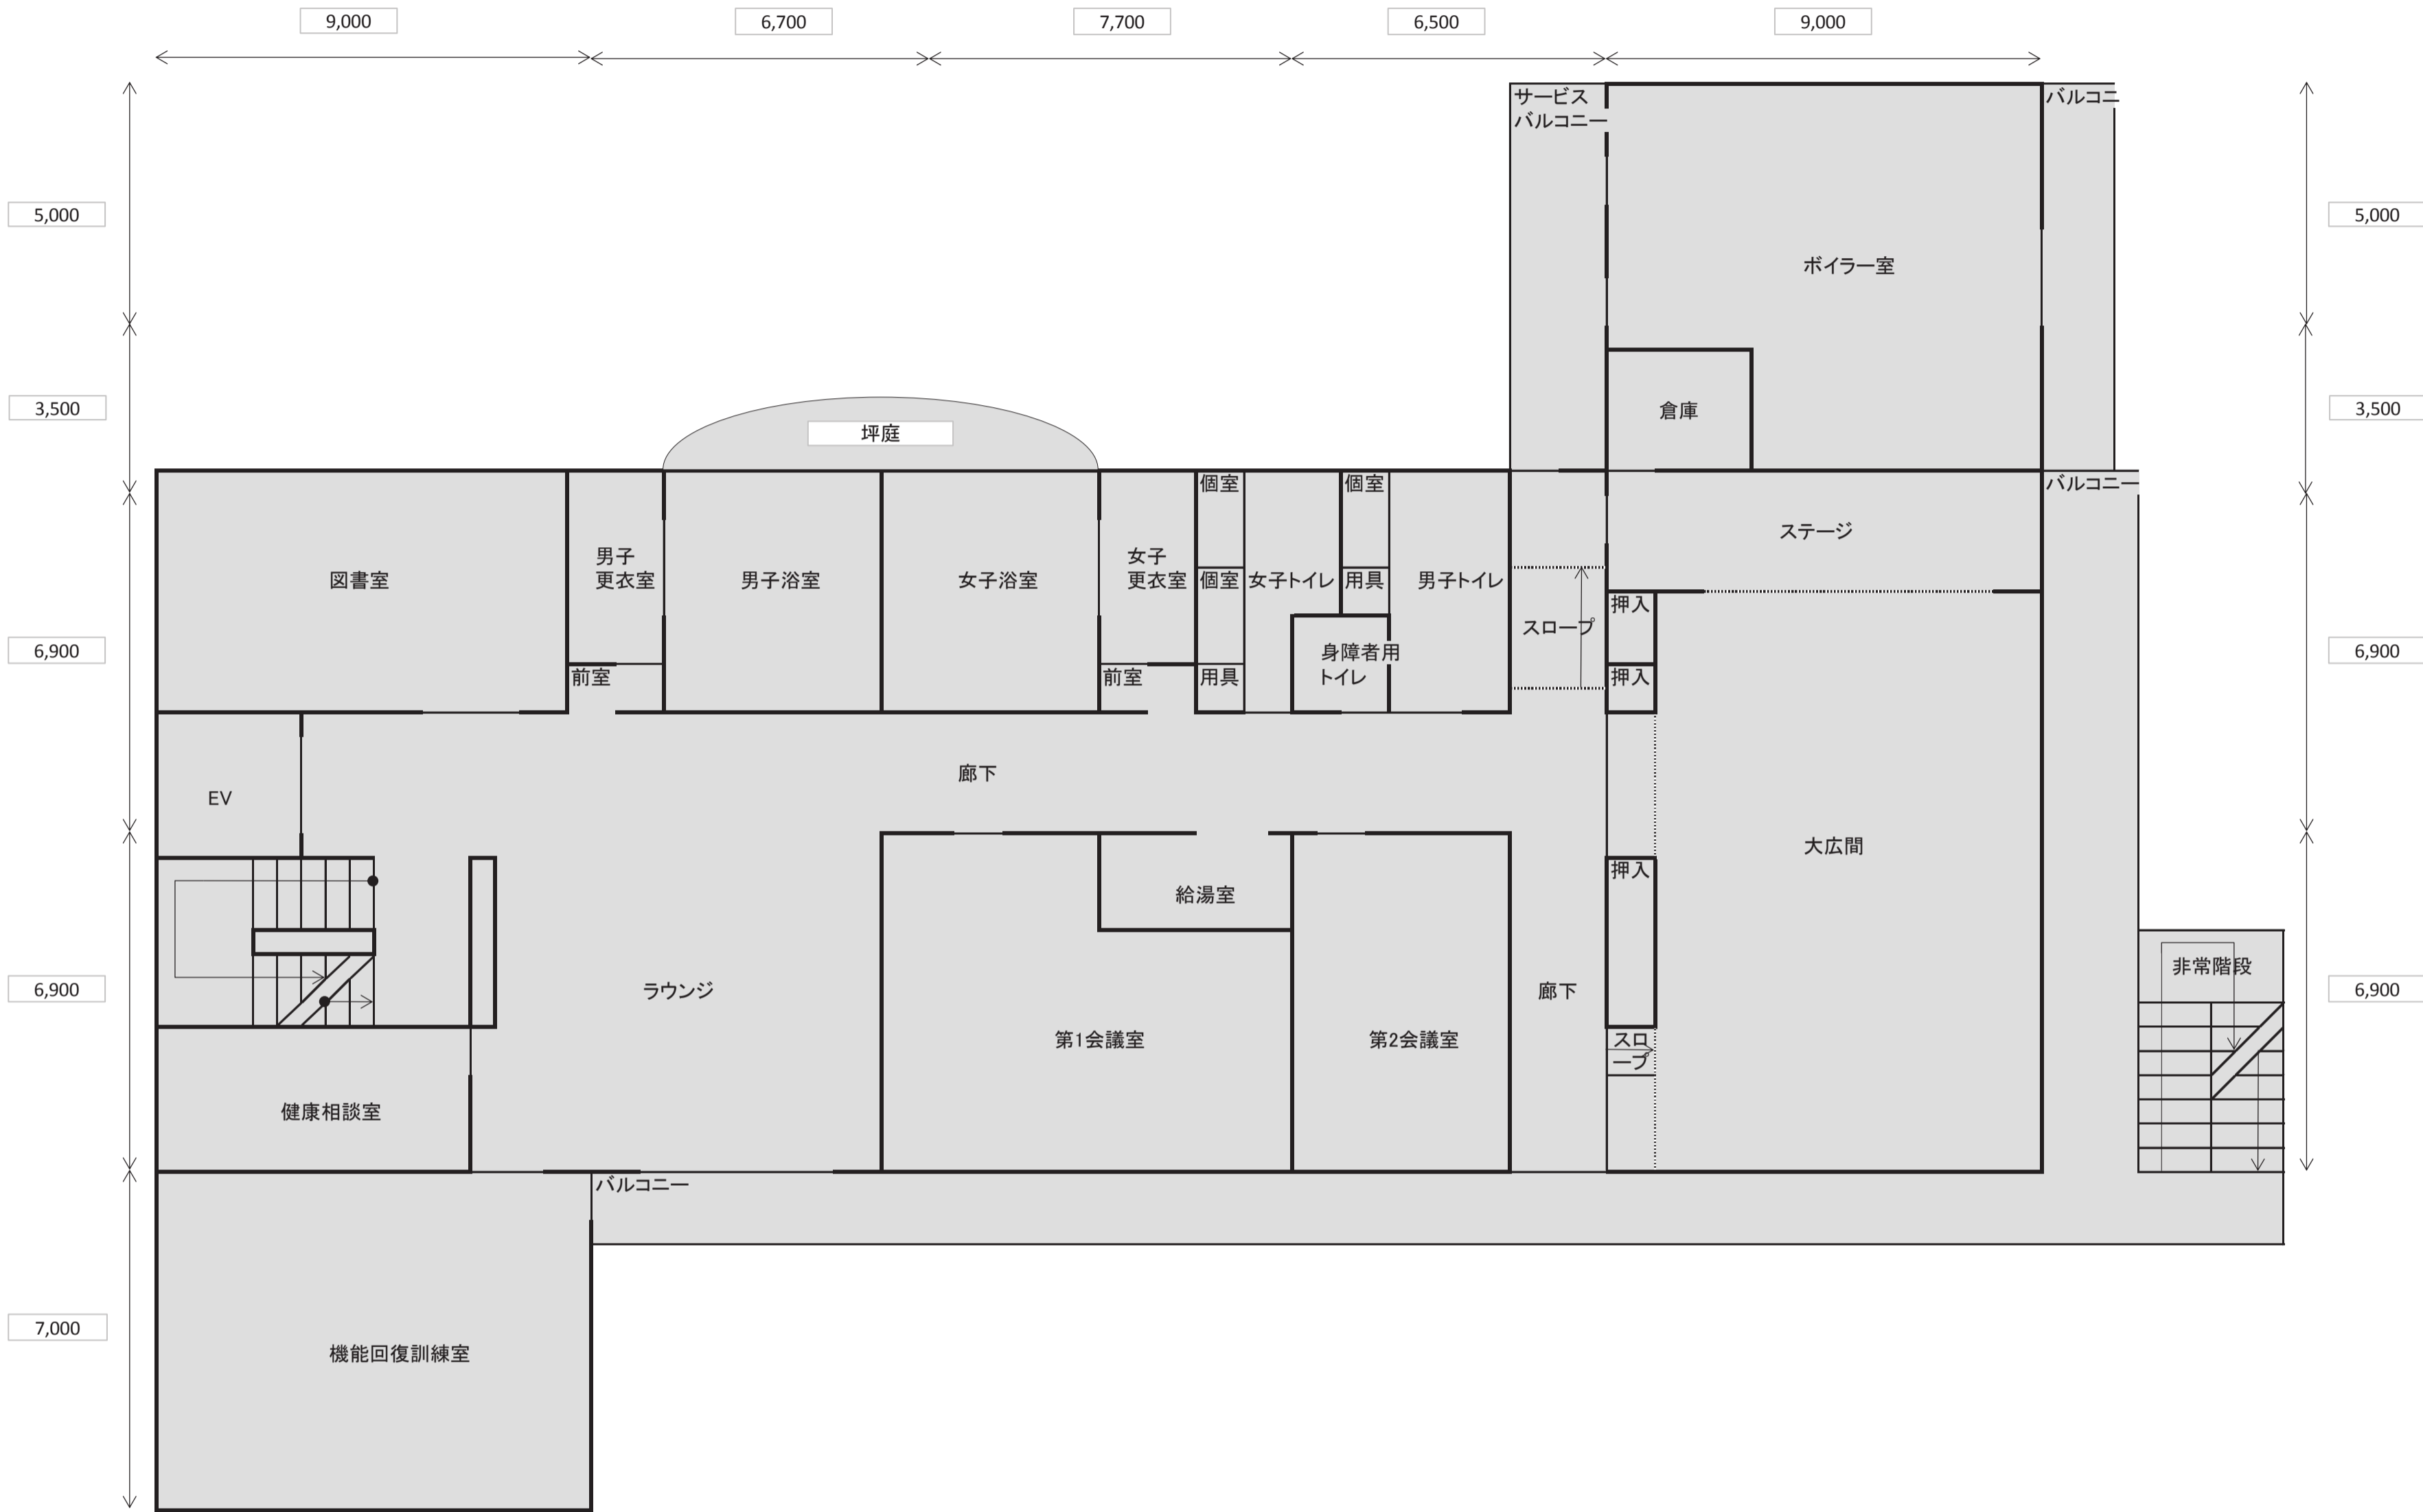 9,000
6,700
7,700
6,500
9,000
サービス
バルコニー
バルコニ
5,000
5,000
ボイラー室
3,500
倉庫
3,500
坪庭
個室
個室
バルコニー
ステージ
男子
更衣室
女子
更衣室
図書室
男子浴室
女子浴室
個室
女子トイレ
用具
男子トイレ
押入
スロープ
6,900
身障者用
トイレ
6,900
前室
前室
用具
押入
廊下
EV
大広間
押入
給湯室
非常階段
6,900
ラウンジ
廊下
6,900
第1会議室
第2会議室
スロ
ープ
健康相談室
バルコニー
7,000
機能回復訓練室